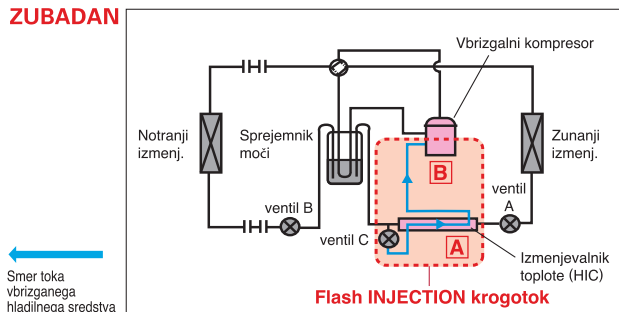 ZUBADAN
Vbrizgalni kompresor
Notranji
izmenj.
Sprejemnik
moči
Zunanji
izmenj.
B
ventil
A
ventil B
ventil C
A
Izmenjevalnik
toplote (HIC)
Smer toka
vbrizganega
hladilnega sredstva
Flash INJECTION krogotok